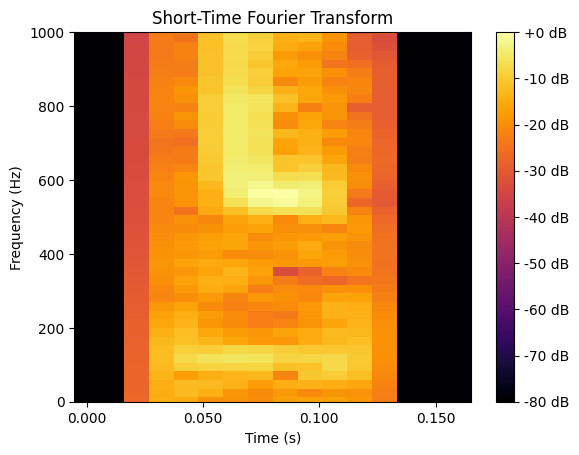 Short-Time Fourier Transform
Frequency (Hz)
1000
800
600
400
200
0
0.000
0.050
0.100
0.150
Time (s)
+0 dB
-10 dB
-20 dB
-30 dB
-40 dB
-50 dB
-60 dB
-70 dB
-80 dB